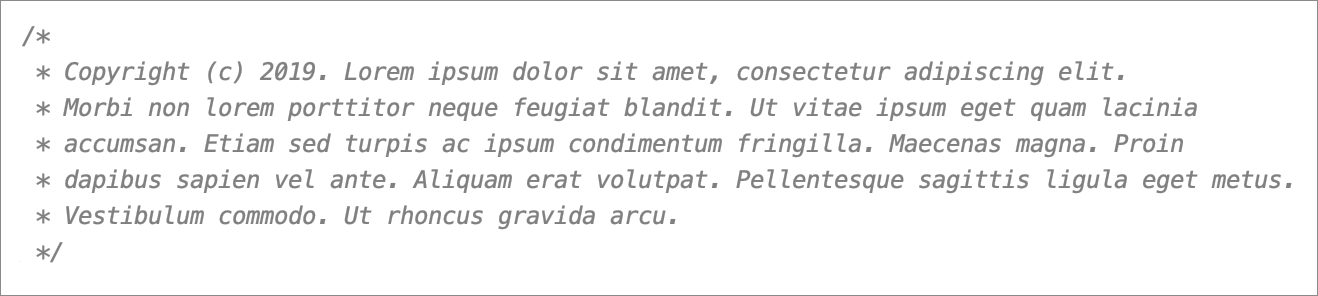 /*
 * Copyright (c) 2019. Lorem ipsum dolor sit amet, consectetur adipiscing elit.
 * Morbi non lorem porttitor neque feugiat blandit. Ut vitae ipsum eget quam lacinia
 * accumsan. Etiam sed turpis ac ipsum condimentum fringilla. Maecenas magna. Proin
 * dapibus sapien vel ante. Aliquam erat volutpat. Pellentesque sagittis ligula eget metus.
 * Vestibulum commodo. Ut rhoncus gravida arcu.
 */